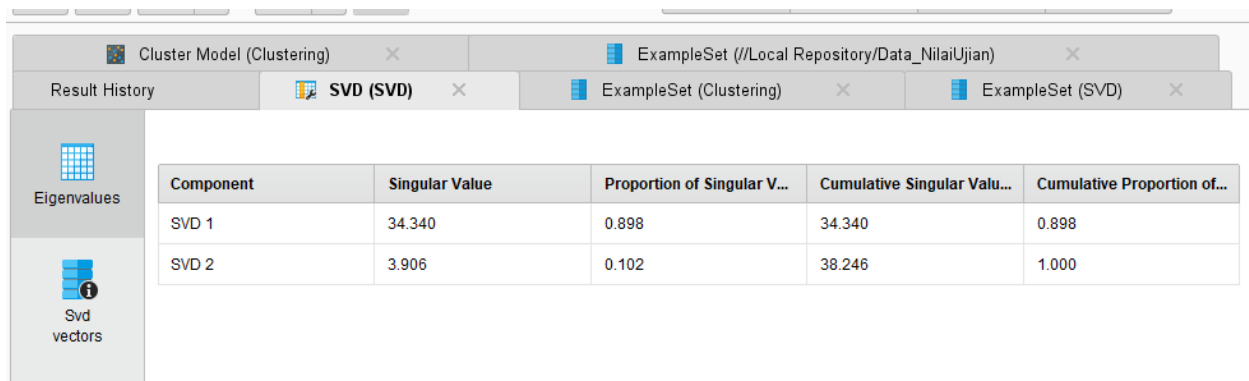 Cluster Model (Clustering)
ExampleSet (//Local Repository/Data_NilaiUjian)
Result History
SVD (SVD)
ExampleSet (Clustering)
ExampleSet (SVD)
Eigenvalues
Svd
vectors
Component Singular Value Proportion of Singular V... Cumulative Singular Valu... Cumulative Proportion of...
SVD 1 34.340 0.898 34.340 0.898
SVD 2 3.906 0.102 38.246 1.000